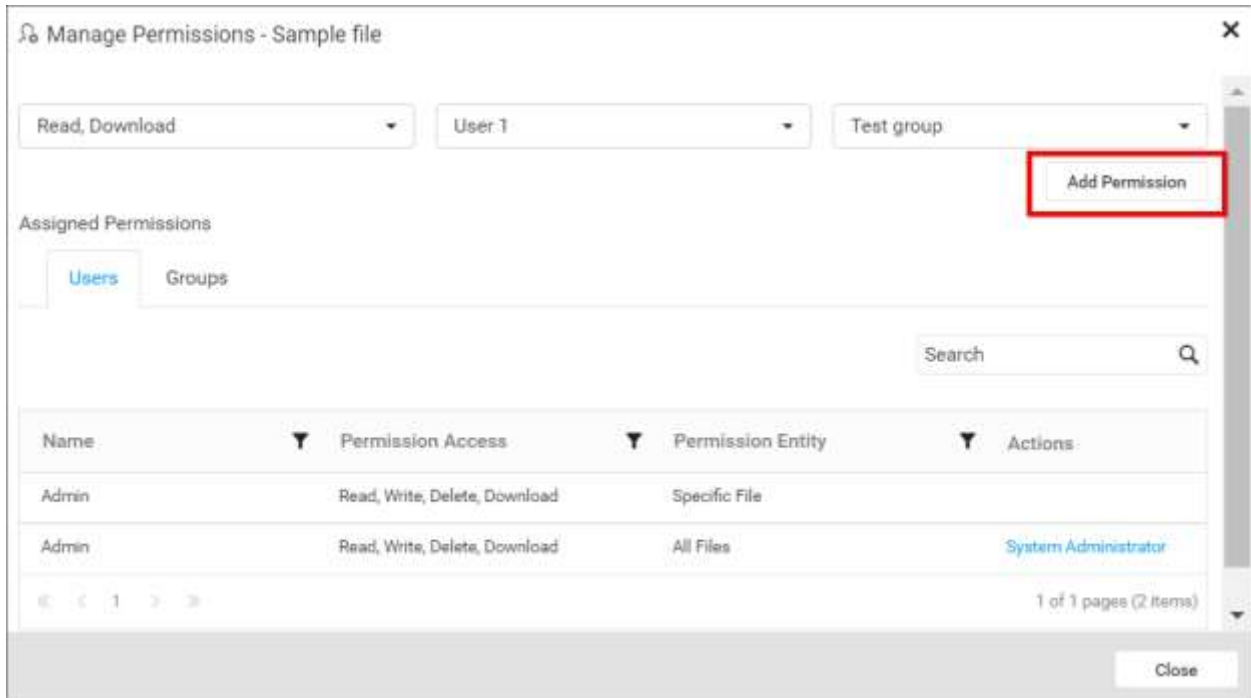 Manage Permissions - Sample file
Read, Download User 1 Test group
Add Permission
Assigned Permissions
Users Groups
Search
Name Permission Access Permission Entity Actions
Admin Read, Write, Delete, Download Specific File
Admin Read, Write, Delete, Download All Files System Administrator
1 1 of 1 pages (2 items)
Close